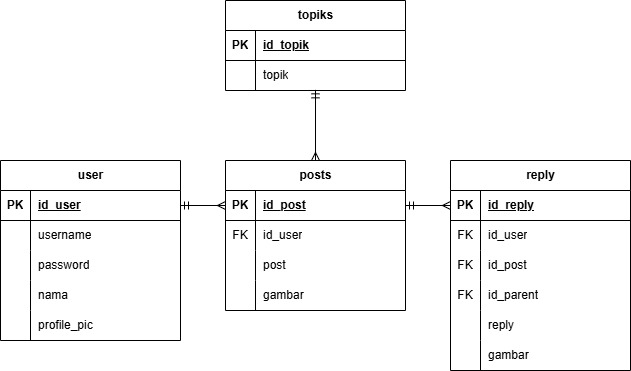 topiks
PK id_topik
topik
user
PK id_user
username
password
nama
profile_pic
posts
PK id_post
FK id_user
post
gambar
reply
PK id_reply
FK id_user
FK id_post
FK id_parent
reply
gambar